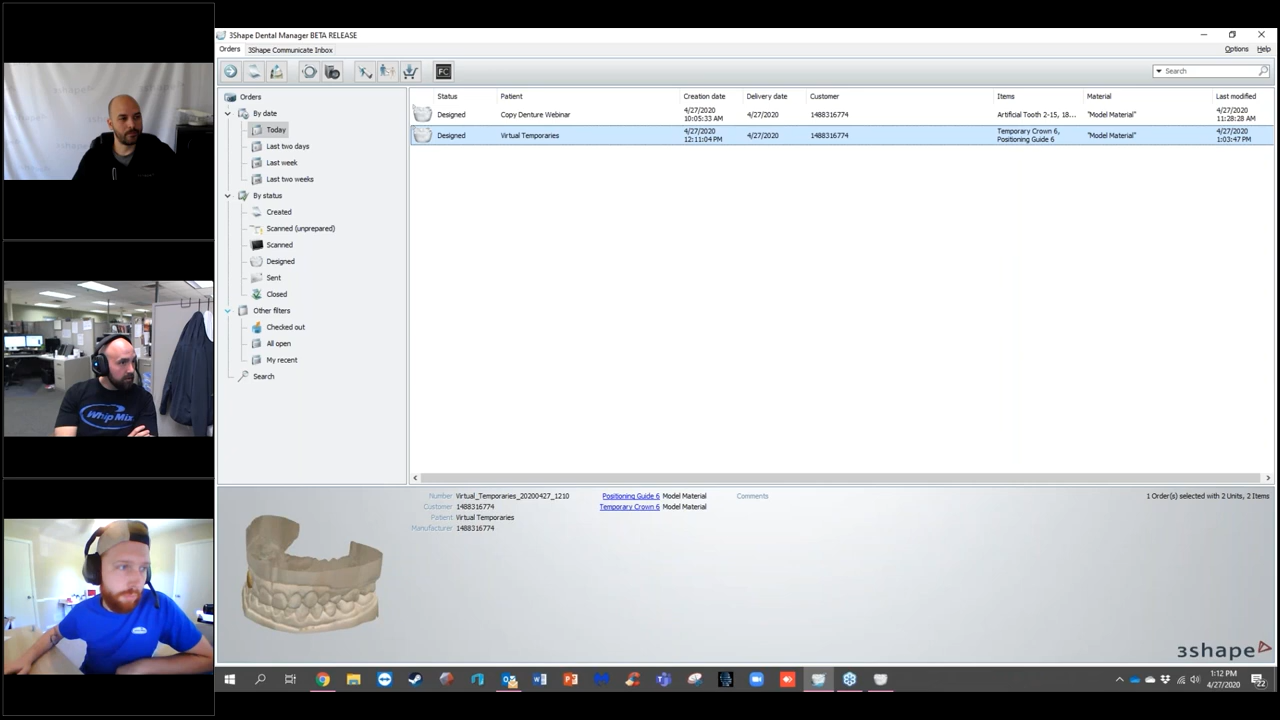 3Shape Dental Manager BETA RELEASE
Orders 3Shape Communicate Inbox
Options Help
FC
Search
Orders
By date
Today
Last two days
Last week
Last two weeks
By status
Created
Scanned (unprepared)
Scanned
Designed
Sent
Closed
Other filters
Checked out
All open
My recent
Search
Status Patient Creation date Delivery date Customer Items Material Last modified
Designed Copy Denture Webinar 4/27/2020 10:05:33 AM 4/27/2020 1488316774 Artificial Tooth 2-15, 18... "Model Material" 4/27/2020 11:28:28 AM
Designed Virtual Temporaries 4/27/2020 12:11:04 PM 4/27/2020 1488316774 Temporary Crown 6, Positioning Guide 6 "Model Material" 4/27/2020 1:03:47 PM
Number Virtual_Temporaries_20200427_1210
Customer 1488316774
Patient Virtual Temporaries
Manufacturer 1488316774
Positioning Guide 6 Model Material
Temporary Crown 6 Model Material
Comments
1 Order(s) selected with 2 Units, 2 Items
3shape
1:12 PM
4/27/2020
22
Whip Mix